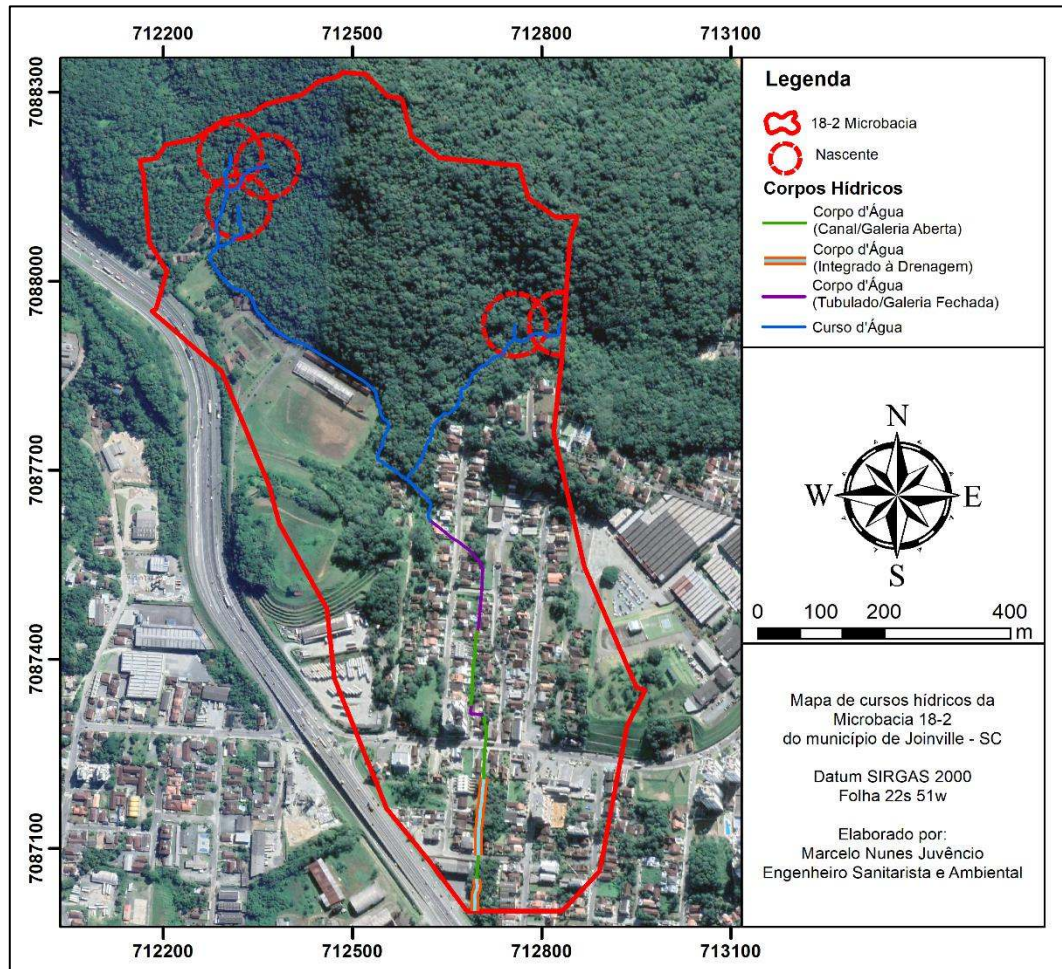 712200 712500 712800 713100
7088300
7088000
7087700
7087400
7087100
712200 712500 712800 713100
Legenda
18-2 Microbacia
Nascente
Corpos Hídricos
Corpo d'Água
(Canal/Galeria Aberta)
Corpo d'Água
(Integrado à Drenagem)
Corpo d'Água
(Tubulado/Galeria Fechada)
Curso d'Água
N
W E
S
0 100 200 400
m
Mapa de cursos hídricos da
Microbacia 18-2
do município de Joinville - SC
Datum SIRGAS 2000
Folha 22s 51w
Elaborado por:
Marcelo Nunes Juvêncio
Engenheiro Sanitarista e Ambiental